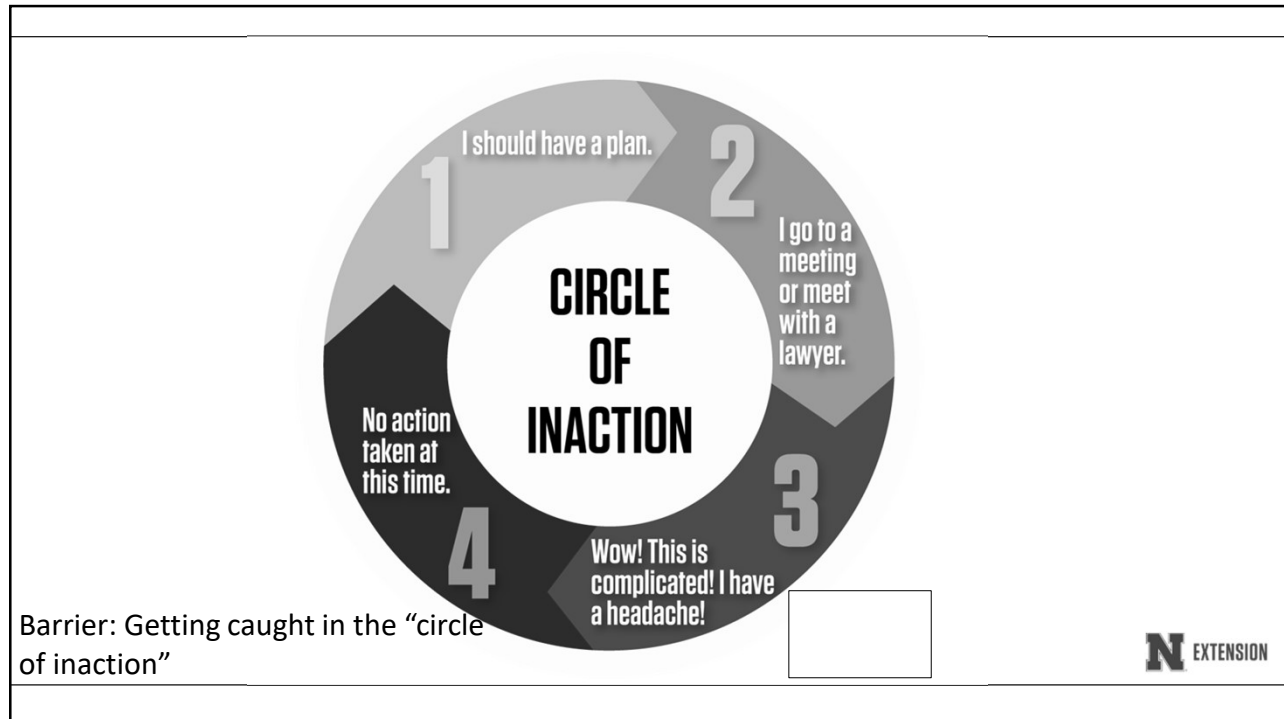 1
I should have a plan.
2
I go to a
meeting
or meet
with a
lawyer.
3
Wow! This is
complicated! I have
a headache!
4
No action
taken at
this time.
CIRCLE
OF
INACTION
Barrier: Getting caught in the “circle
of inaction”
N EXTENSION